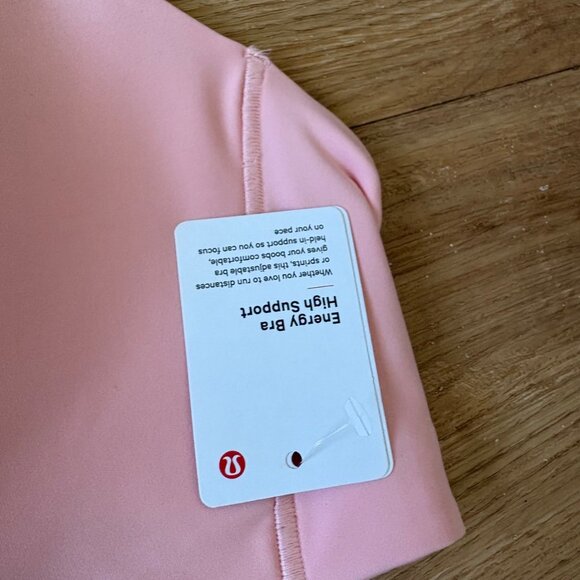 Energy Bra
High Support
Whether you love to run to distances
or sprints, this adjustable bra
gives your boobs comfortable,
held-in support so you can focus
on your pace